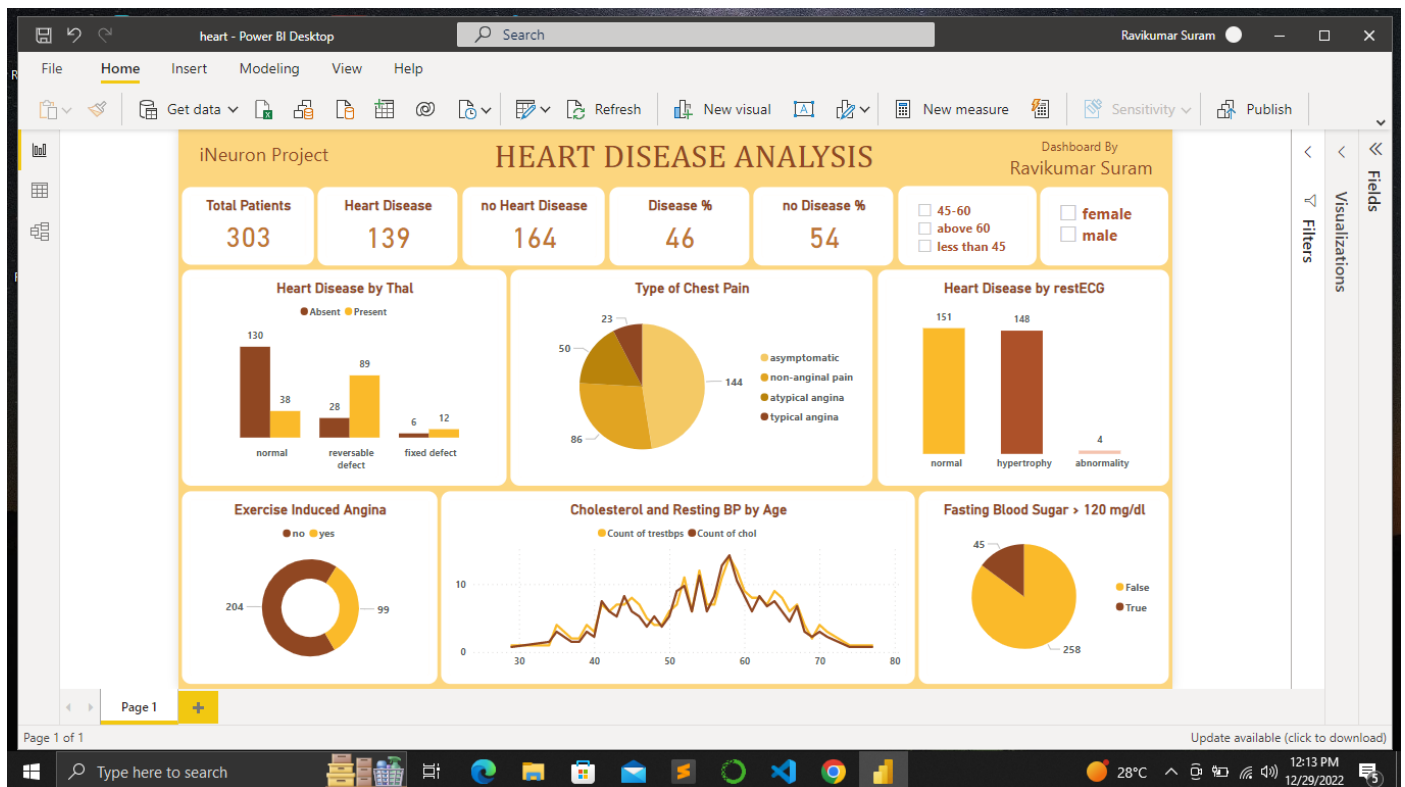 heart - Power BI Desktop
Search
Ravikumar Suram
File Home Insert Modeling View Help
Get data Refresh New visual New measure Sensitivity Publish
iNeuron Project
HEART DISEASE ANALYSIS
Dashboard By
Ravikumar Suram
Total Patients
303
Heart Disease
139
no Heart Disease
164
Disease %
46
no Disease %
54
45-60
above 60
less than 45
female
male
Heart Disease by Thal
Absent Present
130
38
28
89
6
12
normal
reversable
defect
fixed defect
Type of Chest Pain
23
50
144
86
asymptomatic
non-anginal pain
atypical angina
typical angina
Heart Disease by restECG
151
148
4
normal hypertrophy abnormality
Exercise Induced Angina
no yes
204
99
Cholesterol and Resting BP by Age
Count of trestbps Count of chol
10
0
30 40 50 60 70 80
Fasting Blood Sugar > 120 mg/dl
45
258
False
True
Filters
Visualizations
Fields
Page 1
Page 1 of 1
Update available (click to download)
Type here to search
28°C
12:13 PM
12/29/2022
5